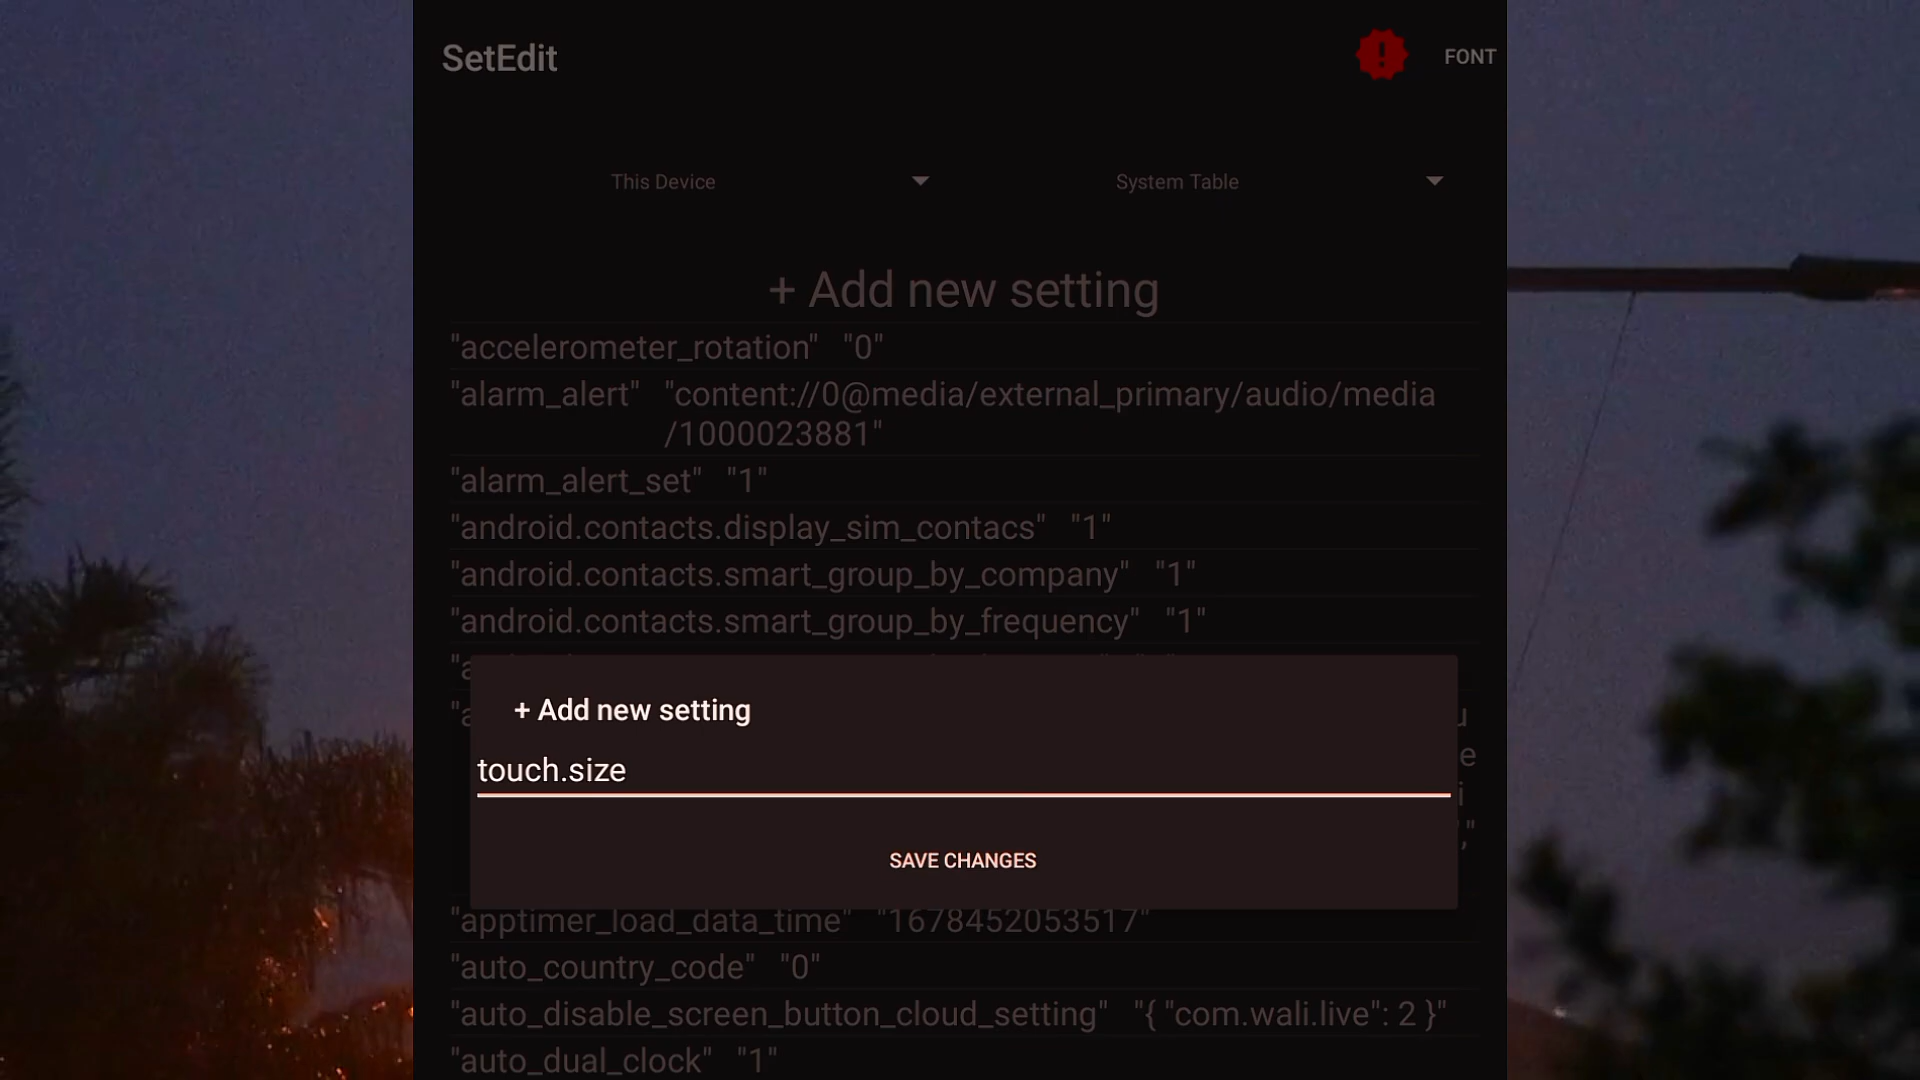 SetEdit
FONT
This Device
System Table
+ Add new setting
"accelerometer_rotation" "0"
"alarm_alert" "content://0@media/external_primary/audio/media
/1000023881"
"alarm_alert_set" "1"
"android.contacts.display_sim_contacs" "1"
"android.contacts.smart_group_by_company" "1"
"android.contacts.smart_group_by_frequency" "1"
+ Add new setting
touch.size
SAVE CHANGES
"apptimer_load_data_time" "1678452053517"
"auto_country_code" "0"
"auto_disable_screen_button_cloud_setting" "{ "com.wali.live": 2 }"
"auto_dual_clock" "1"